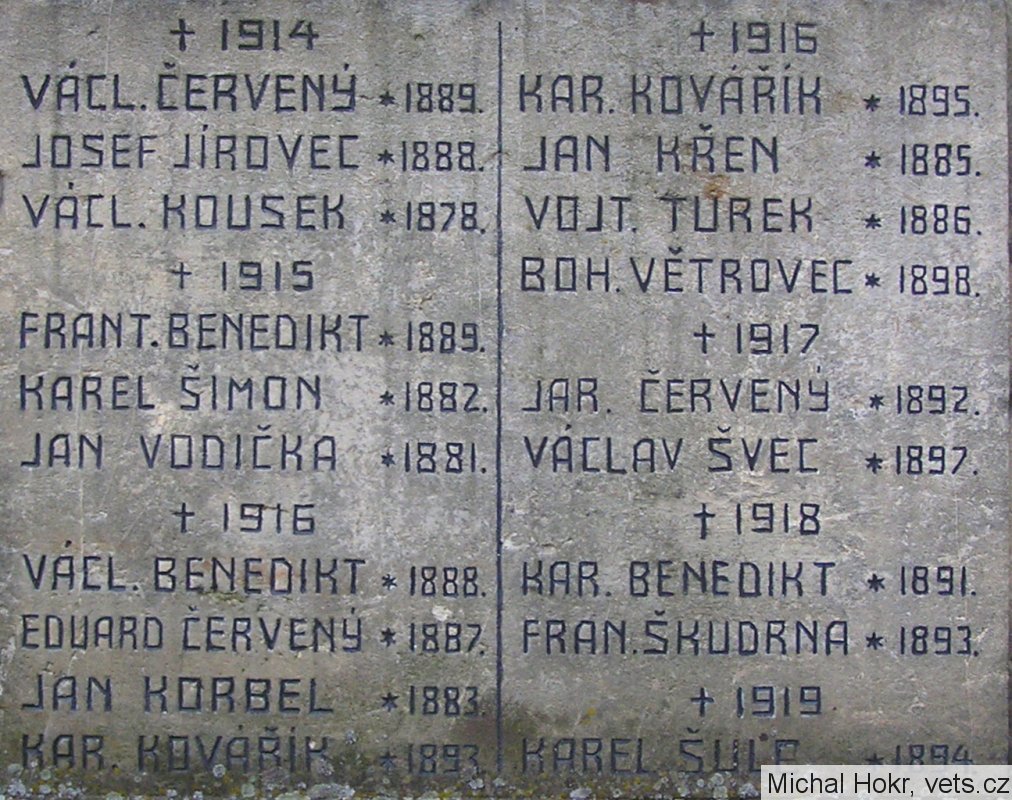 † 1914
VÁCL. ČERVENÝ *1889.
JOSEF JÍROVEC *1888.
VÁCL. KOUSEK *1878.
† 1915
FRANT. BENEDIKT *1889.
KAREL ŠIMON *1882.
JAN VODIČKA *1881.
† 1916
VÁCL. BENEDIKT *1888.
EDUARD ČERVENÝ *1887.
JAN KORBEL *1883.
KAR. KOVÁŘÍK *1893.
† 1916
KAR. KOVÁŘÍK * 1895.
JAN KŘEN * 1885.
VOJT. TUREK * 1886.
BOH. VĚTROVEC * 1898.
† 1917
JAR. ČERVENÝ * 1892.
VÁCLAV ŠVEC * 1897.
† 1918
KAR. BENEDIKT * 1891.
FRAN. ŠKUDRNA * 1893.
† 1919
KAREL ŠULC * 1894.
Michal Hokr, vets.cz